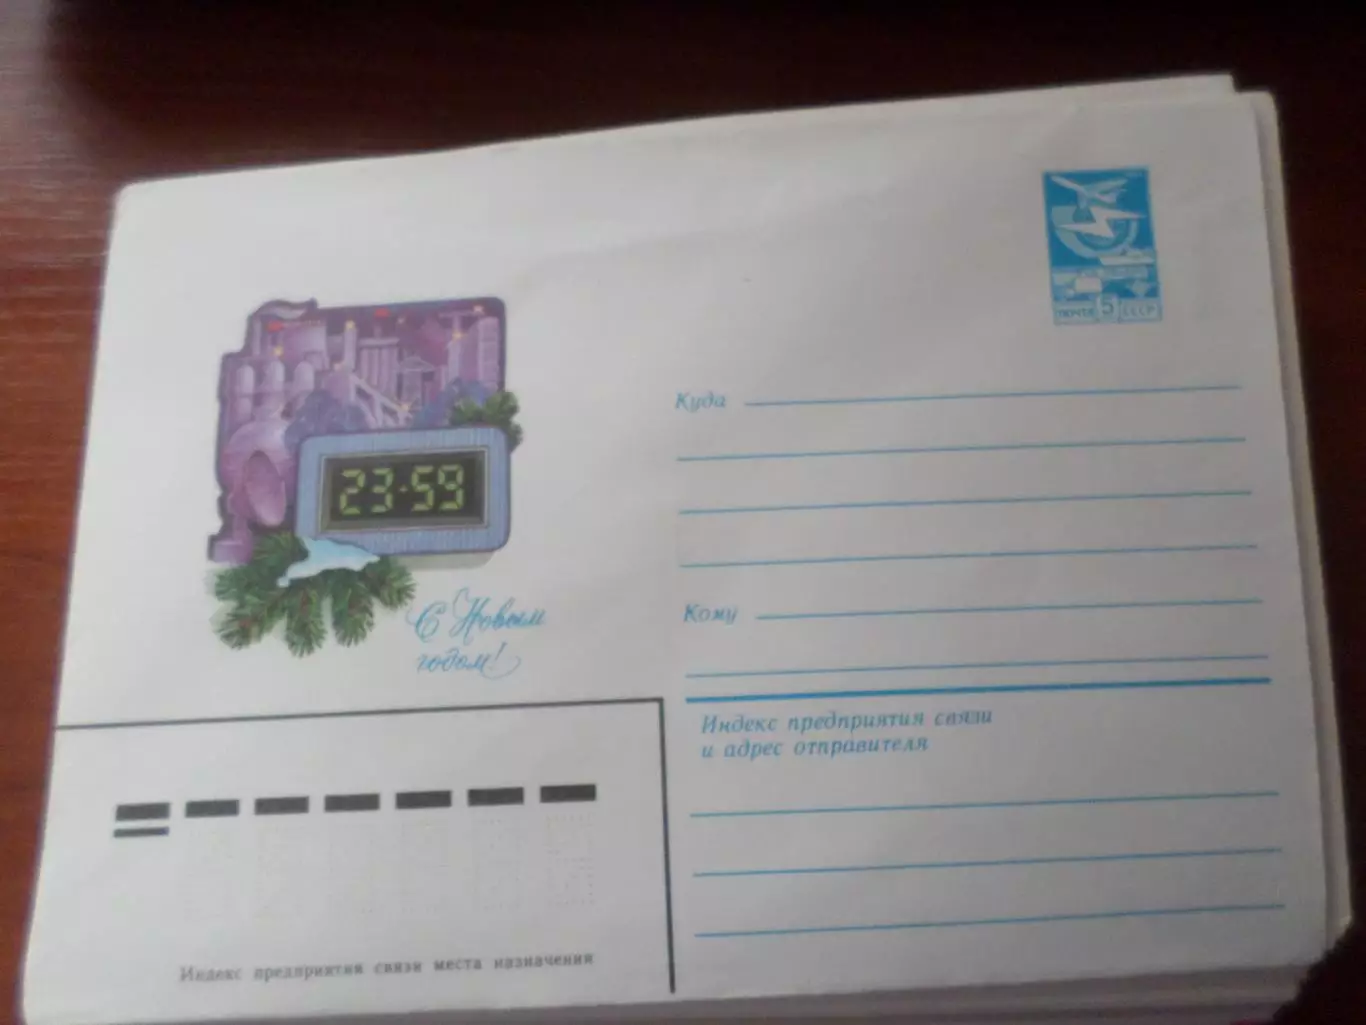 ПОЧТА 5 СССР
23:59
С Новым
годом!
Куда
Кому
Индекс предприятия связи
и адрес отправителя
Индекс предприятия связи места назначения